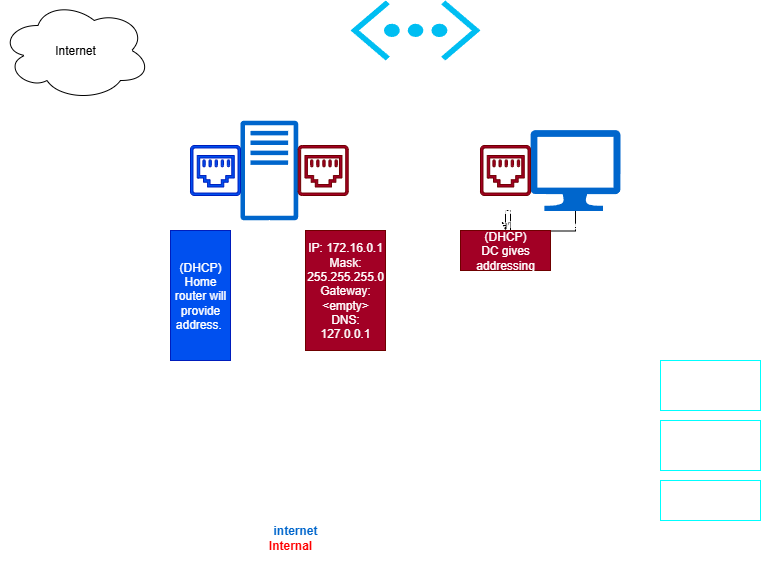 Internet
(DHCP)
Home
router will
provide
address.
IP: 172.16.0.1
Mask:
255.255.255.0
Gateway:
<empty>
DNS:
127.0.0.1
(DHCP)
DC gives
addressing
internet
Internal